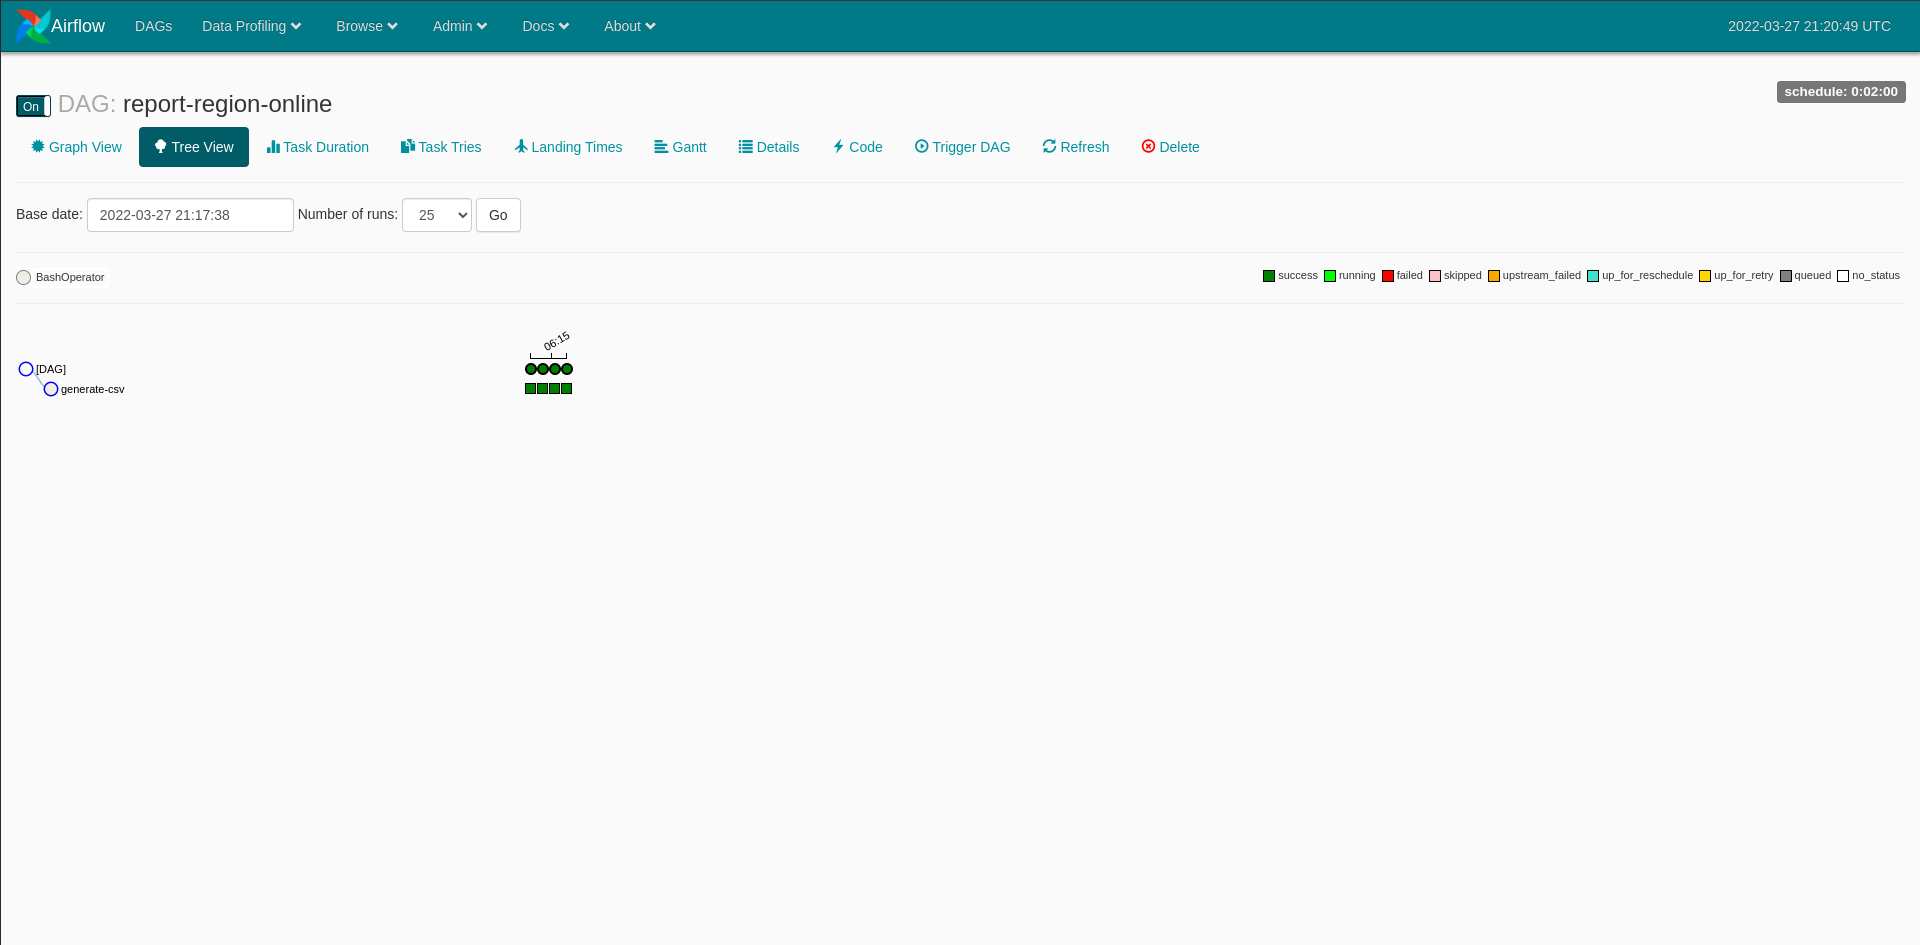 Airflow DAGs Data Profiling Browse Admin Docs About 2022-03-27 21:20:49 UTC
schedule: 0:02:00
On DAG: report-region-online
Graph View Tree View Task Duration Task Tries Landing Times Gantt Details Code Trigger DAG Refresh Delete
Base date: 2022-03-27 21:17:38 Number of runs: 25 Go
BashOperator success running failed skipped upstream_failed up_for_reschedule up_for_retry queued no_status
06:15
[DAG]
generate-csv